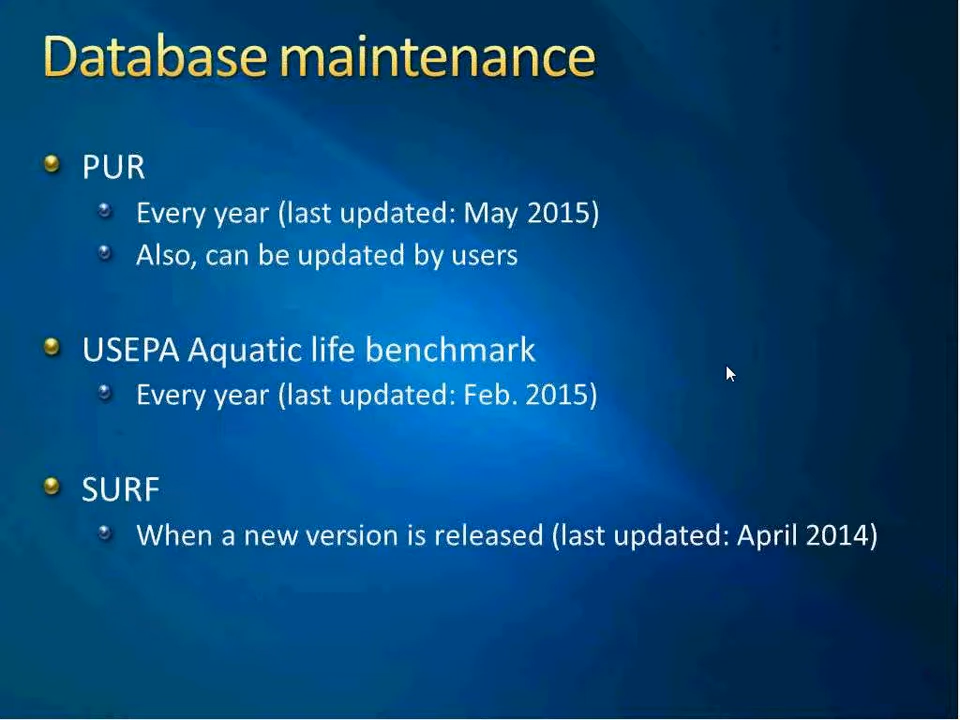 Database maintenance
PUR
Every year (last updated: May 2015)
Also, can be updated by users
USEPA Aquatic life benchmark
Every year (last updated: Feb. 2015)
SURF
When a new version is released (last updated: April 2014)